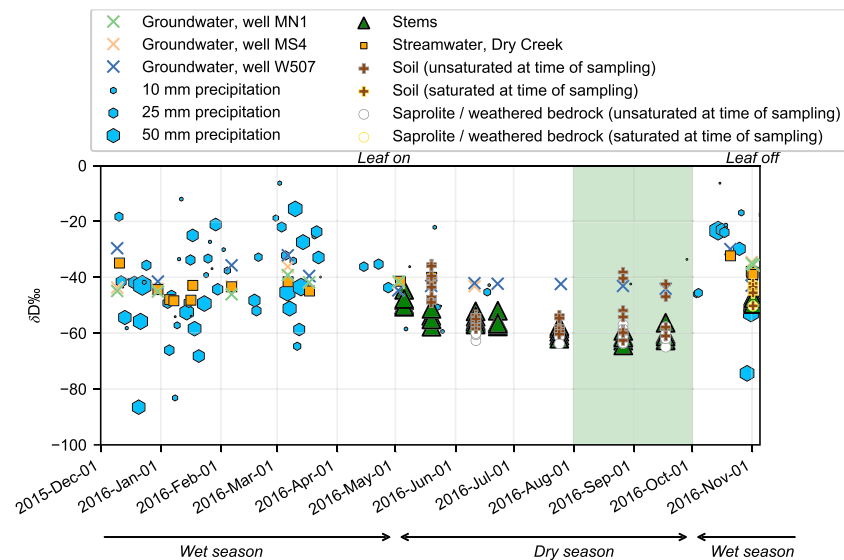 Groundwater, well MN1
Groundwater, well MS4
Groundwater, well W507
10 mm precipitation
25 mm precipitation
50 mm precipitation
Stems
Streamwater, Dry Creek
Soil (unsaturated at time of sampling)
Soil (saturated at time of sampling)
Saprolite / weathered bedrock (unsaturated at time of sampling)
Saprolite / weathered bedrock (saturated at time of sampling)
Leaf on
Leaf off
0
−20
−40
−60
−80
−100
δD‰
2015-Dec-01
2016-Jan-01
2016-Feb-01
2016-Mar-01
2016-Apr-01
2016-May-01
2016-Jun-01
2016-Jul-01
2016-Aug-01
2016-Sep-01
2016-Oct-01
2016-Nov-01
Wet season
Dry season
Wet season